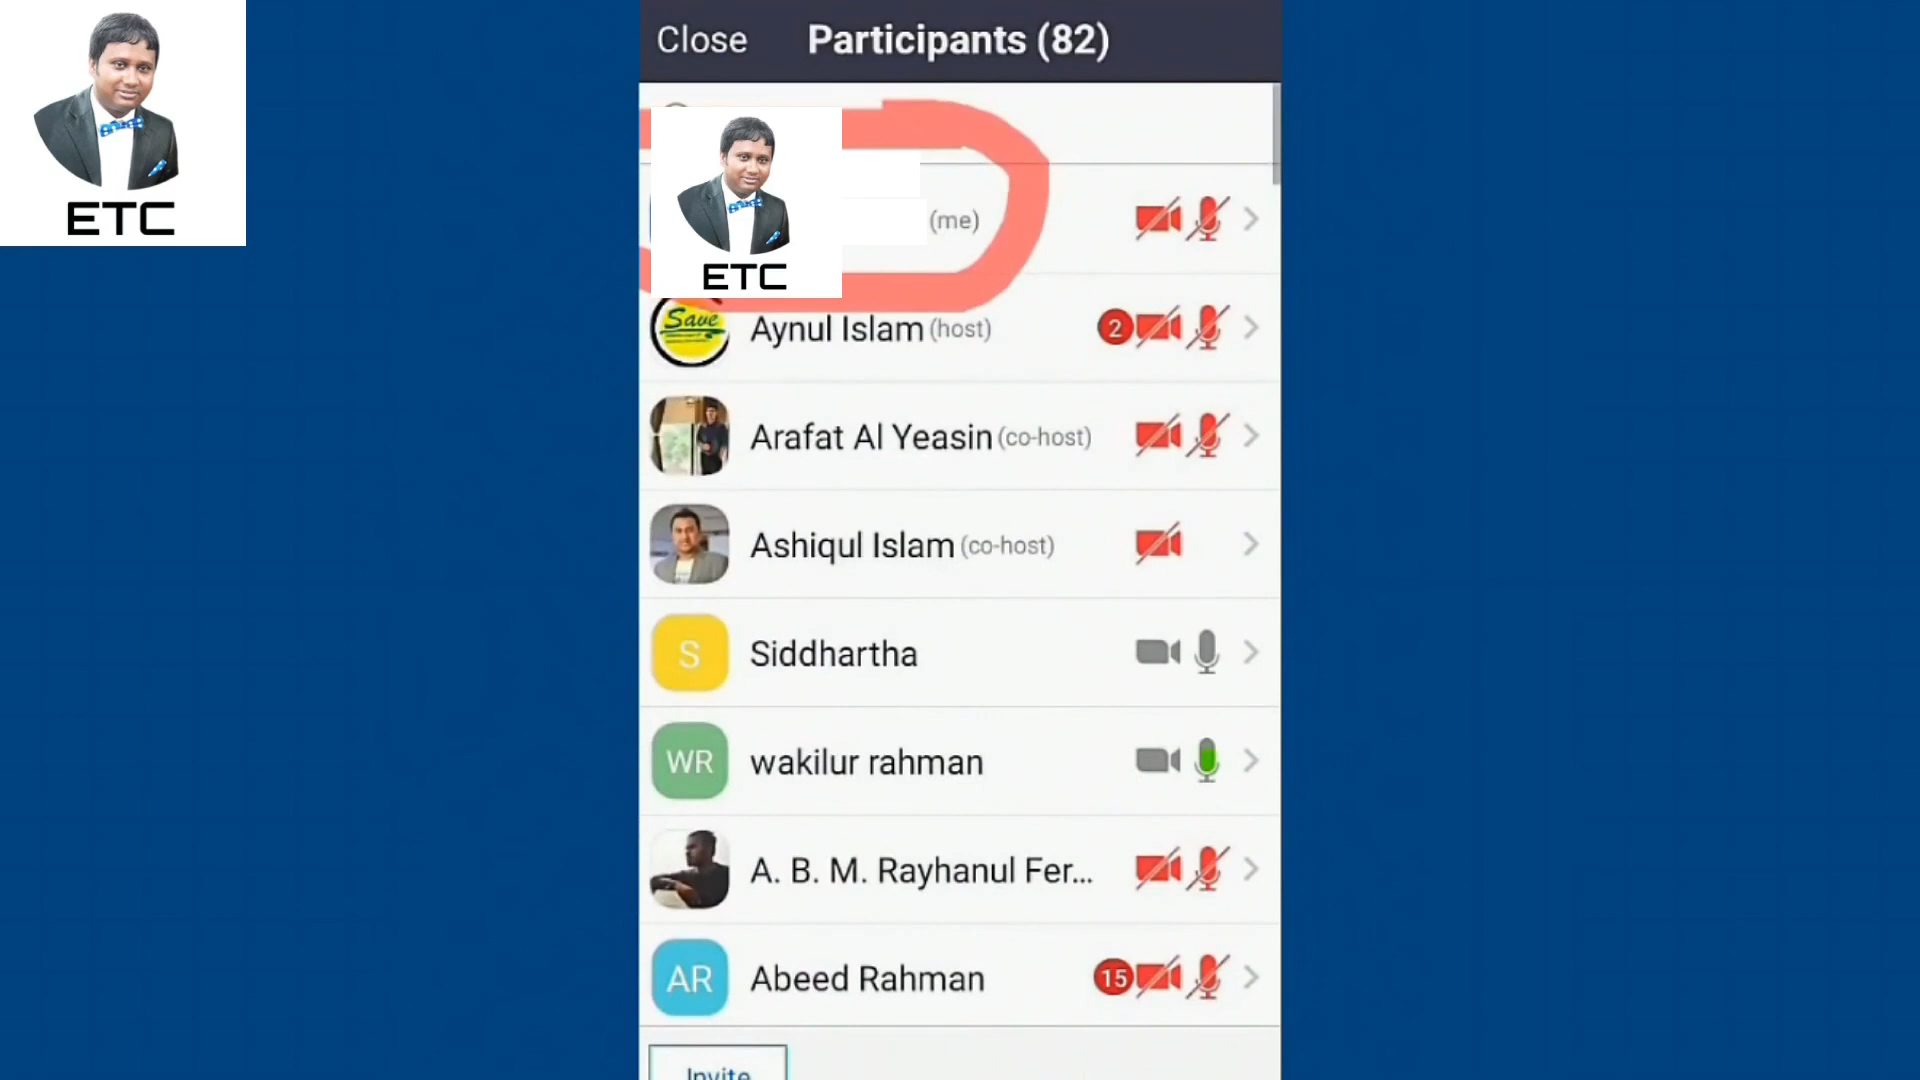 ETC
Close Participants (82)
ETC
(me)
Save
Aynul Islam (host) 2
Arafat Al Yeasin (co-host)
Ashiqul Islam (co-host)
S Siddhartha
WR wakilur rahman
A. B. M. Rayhanul Fer...
AR Abeed Rahman 15
Invite